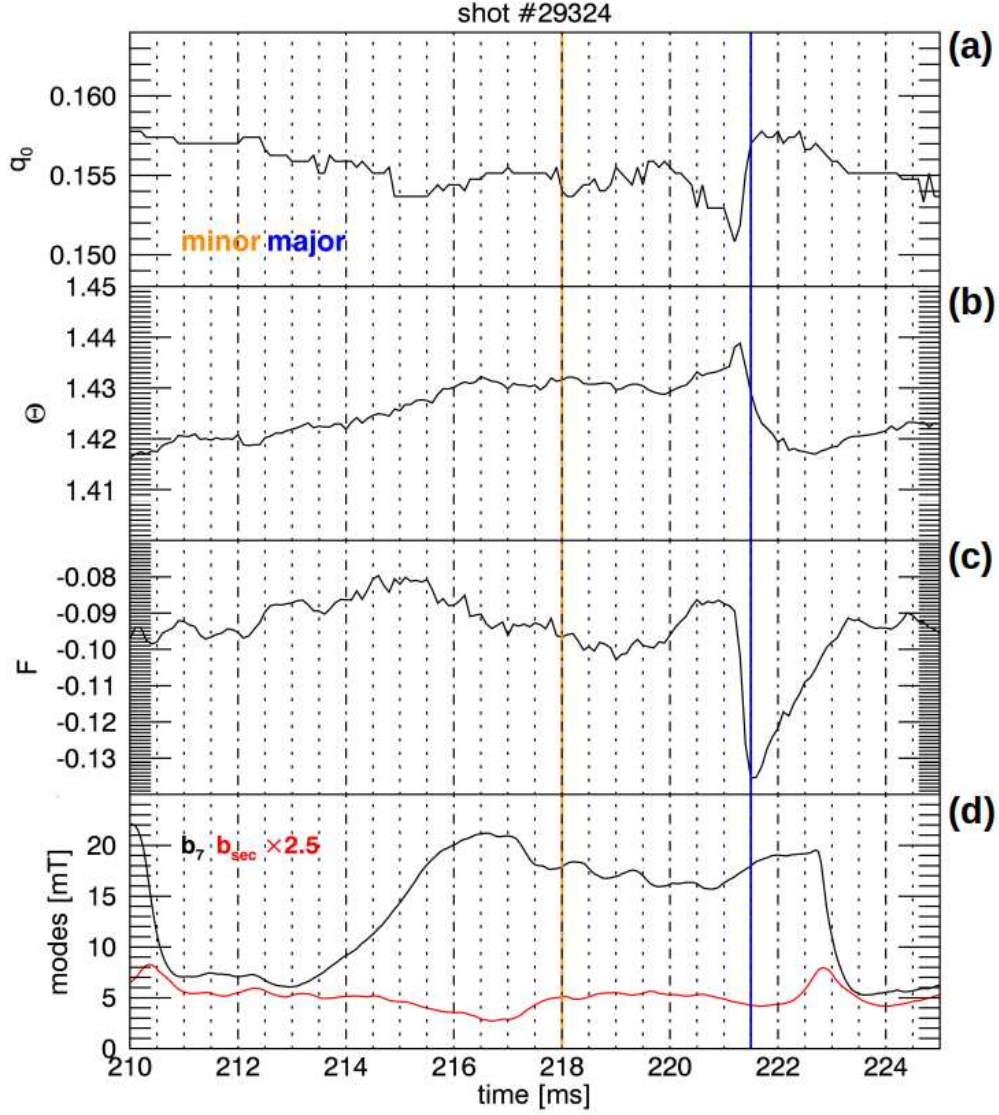 shot #29324
(a)
0.160
0.155
0.150
q₀
minor major
(b)
1.45
1.44
1.43
1.42
1.41
Θ
(c)
-0.08
-0.09
-0.10
-0.11
-0.12
-0.13
F
(d)
20
15
10
5
0
modes [mT]
b₇ b_sec ×2.5
210 212 214 216 218 220 222 224
time [ms]